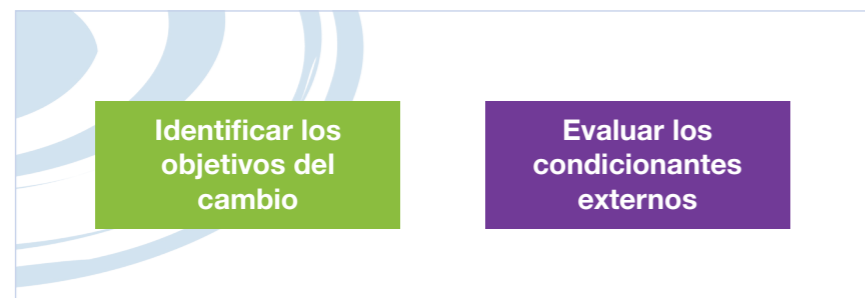 Identificar los
objetivos del
cambio
Evaluar los
condicionantes
externos